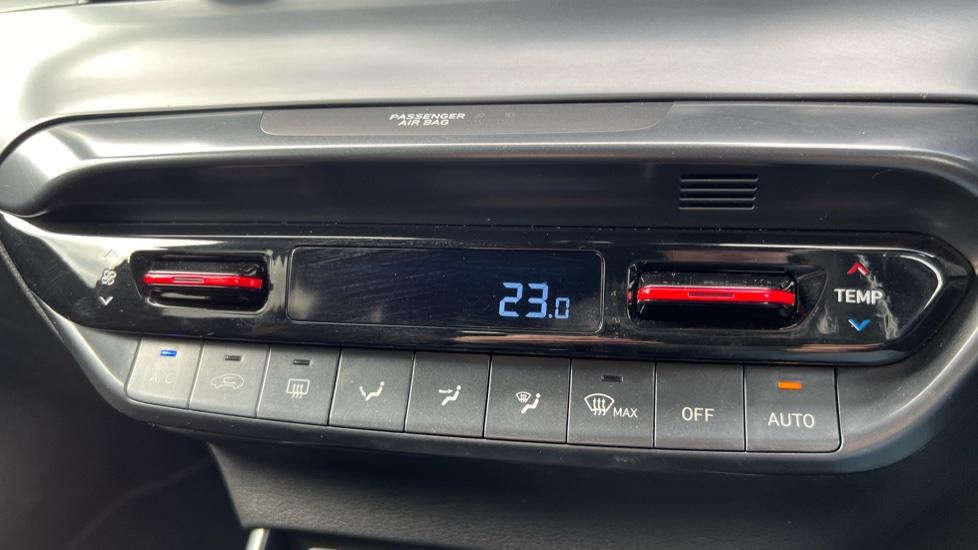 PASSENGER
AIR BAG
23.0
TEMP
A/C
MAX
OFF
AUTO